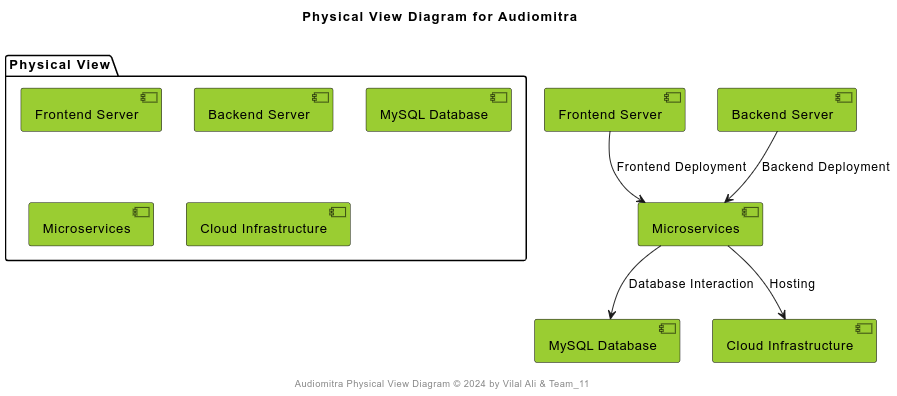 Physical View Diagram for Audiomitra
Physical View
Frontend Server
Backend Server
MySQL Database
Microservices
Cloud Infrastructure
Frontend Server
Backend Server
Frontend Deployment
Backend Deployment
Microservices
Database Interaction
Hosting
MySQL Database
Cloud Infrastructure
Audiomitra Physical View Diagram © 2024 by Vilal Ali & Team_11